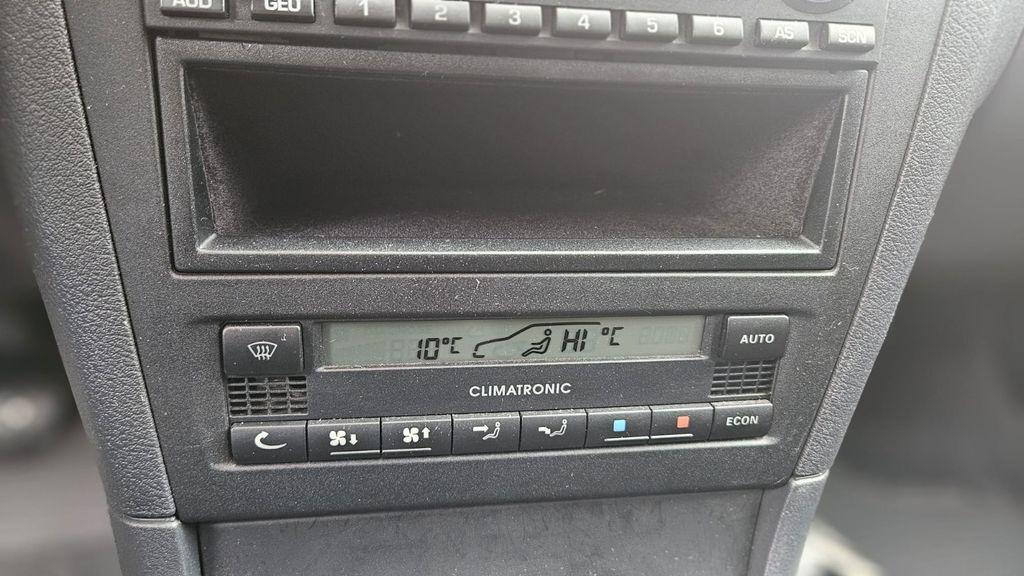 AUD GEO 1 2 3 4 5 6 AS SCN
10°C HI °C
AUTO
CLIMATRONIC
ECON